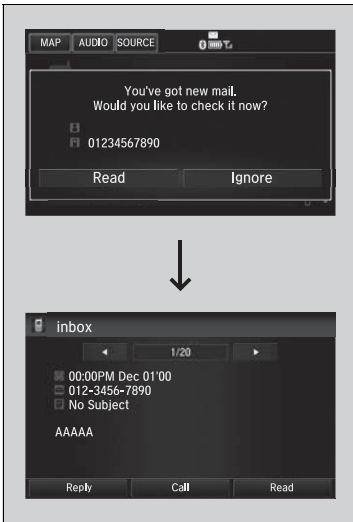 MAP AUDIO SOURCE
You've got new mail.
Would you like to check it now?
01234567890
Read Ignore
inbox
1/20
00:00PM Dec 01'00
012-3456-7890
No Subject
AAAAA
Reply Call Read